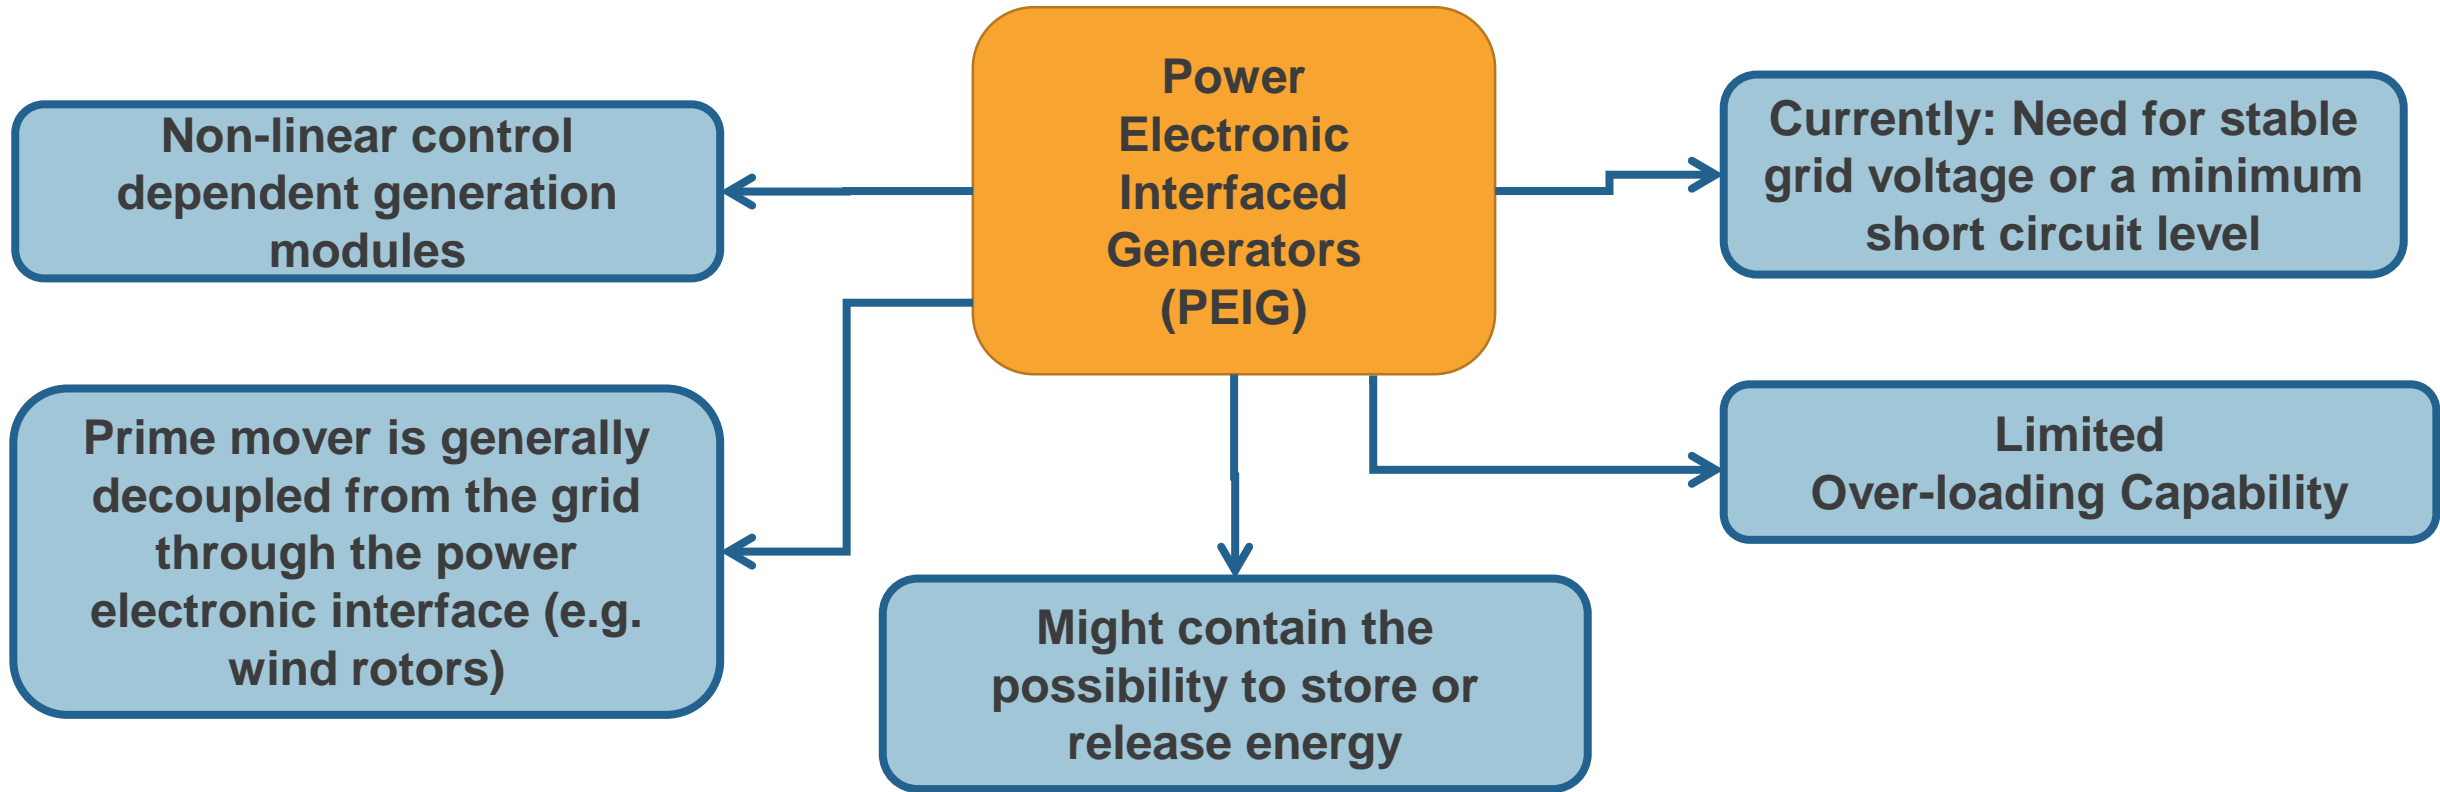 Power
Electronic
Interfaced
Generators
(PEIG)
Non-linear control
dependent generation
modules
Currently: Need for stable
grid voltage or a minimum
short circuit level
Prime mover is generally
decoupled from the grid
through the power
electronic interface (e.g.
wind rotors)
Limited
Over-loading Capability
Might contain the
possibility to store or
release energy